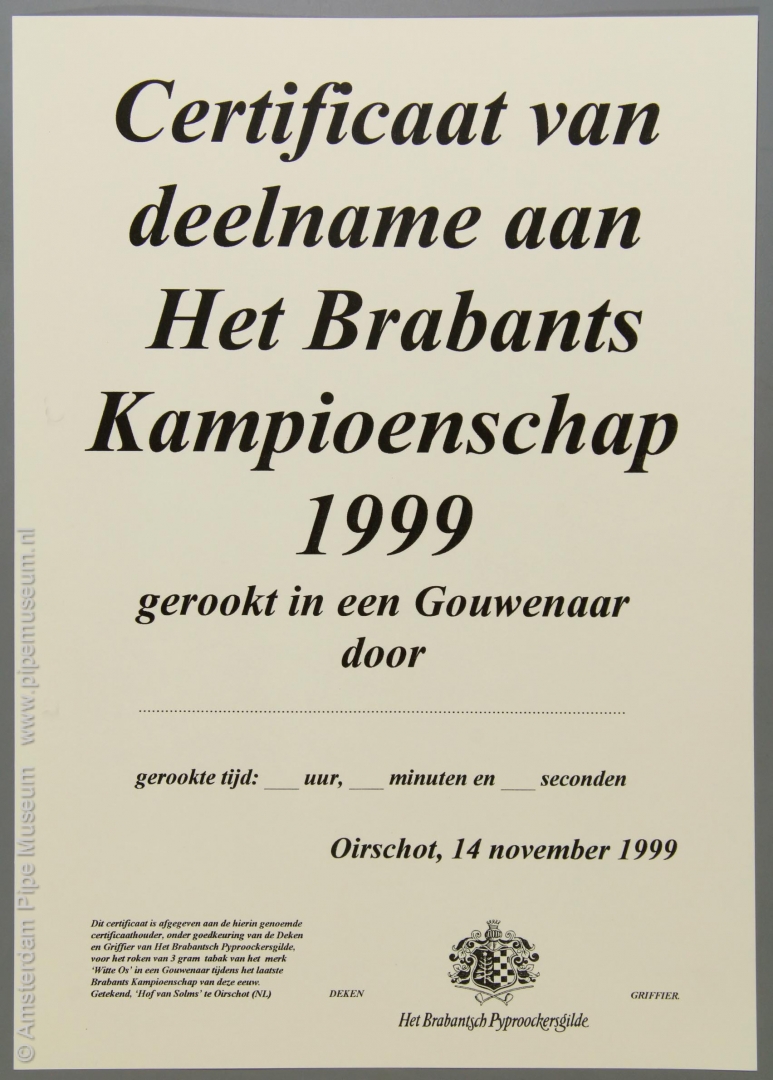 Certificaat van
deelname aan
Het Brabants
Kampioenschap
1999
gerookt in een Gouwenaar
door
gerookte tijd: ___ uur, ___ minuten en ___ seconden
Oirschot, 14 november 1999
Dit certificaat is afgegeven aan de hierin genoemde
certificaathouder, onder goedkeuring van de Deken
en Griffier van Het Brabantsch Pyproockersgilde,
voor het roken van 3 gram tabak van het merk
‘Witte Os’ in een Gouwenaar tijdens het laatste
Brabants Kampioenschap van deze eeuw.
Getekend, ‘Hof van Solms’ te Oirschot (NL)
DEKEN
GRIFFIER.
Het Brabantsch Pyproockersgilde.
© Amsterdam Pipe Museum www.pipemuseum.nl